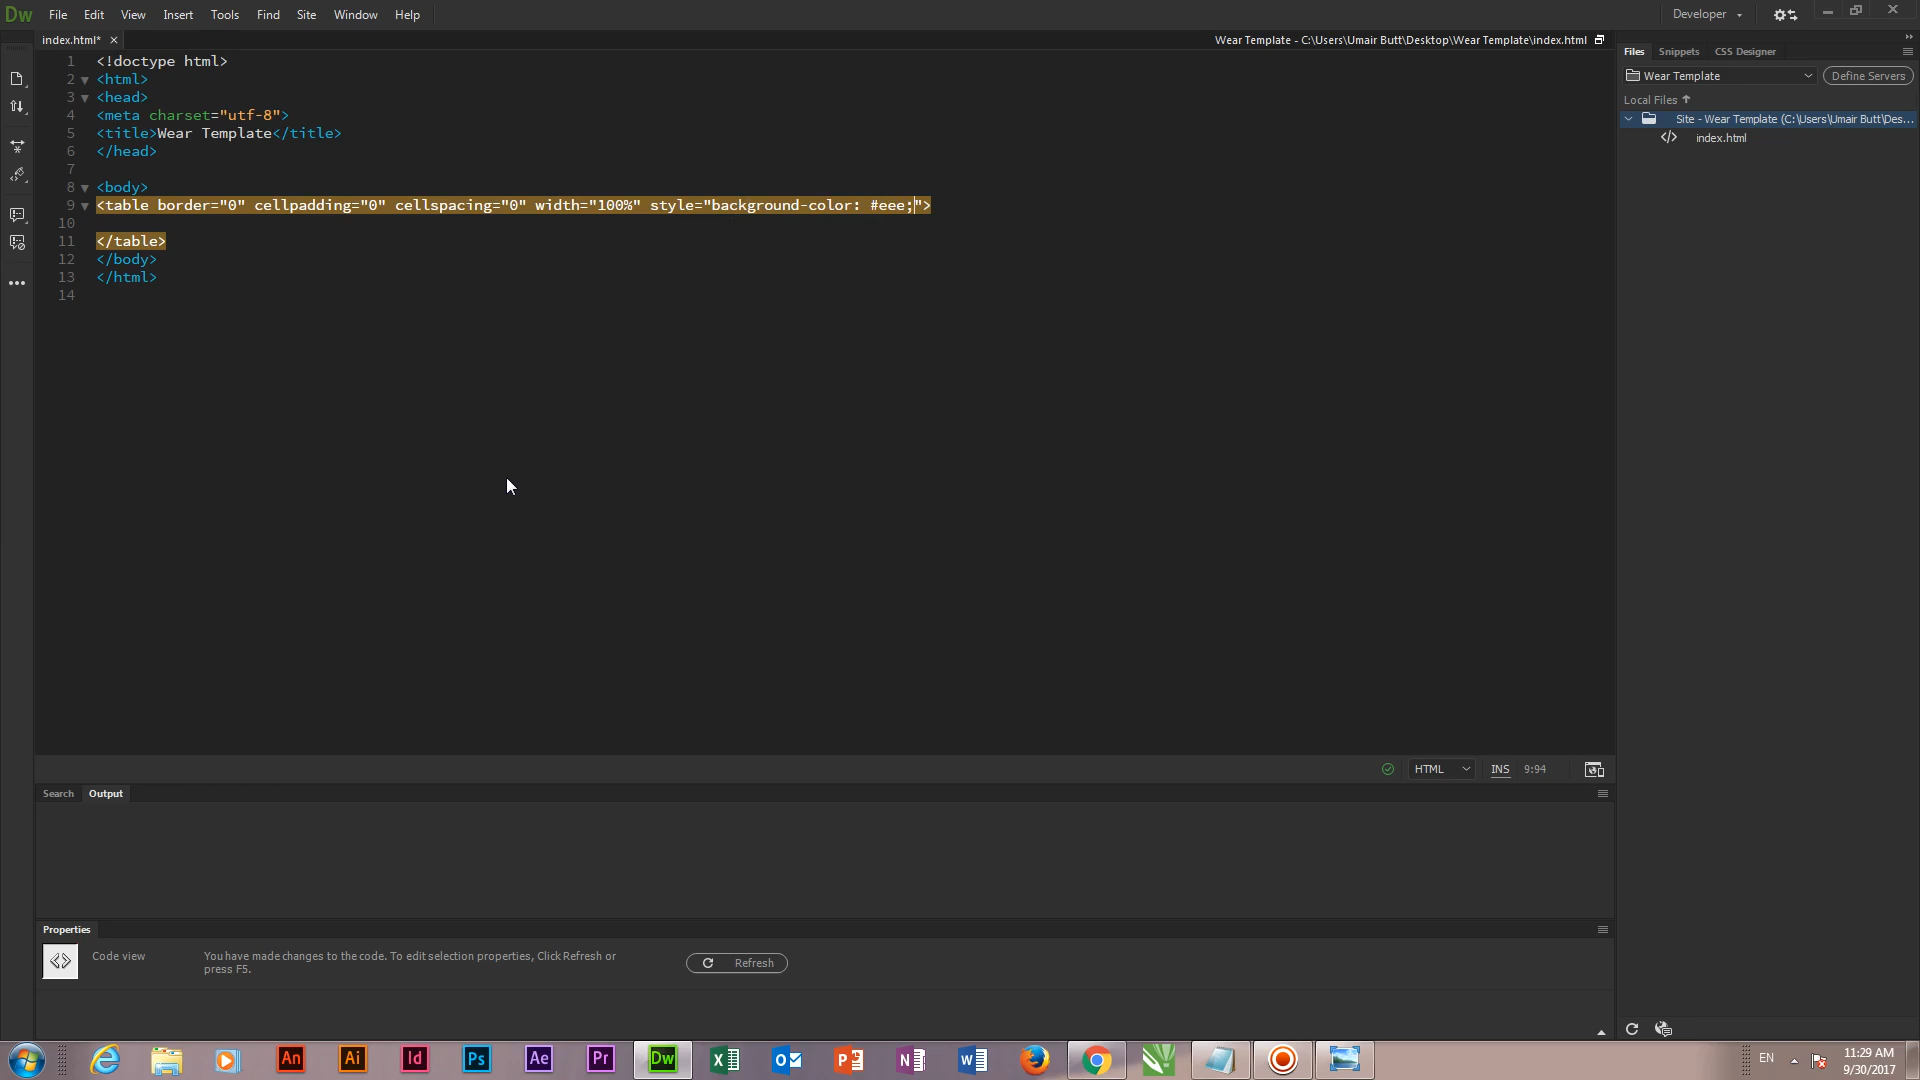 Dw File Edit View Insert Tools Find Site Window Help Developer
index.html* Wear Template - C:\Users\Umair Butt\Desktop\Wear Template\index.html
1 <!doctype html>
2 <html>
3 <head>
4 <meta charset="utf-8">
5 <title>Wear Template</title>
6 </head>
7
8 <body>
9 <table border="0" cellpadding="0" cellspacing="0" width="100%" style="background-color: #eee;">
10
11 </table>
12 </body>
13 </html>
14
HTML INS 9:94
Search Output
Properties
Code view You have made changes to the code. To edit selection properties, Click Refresh or
press F5.
Refresh
Files Snippets CSS Designer
Wear Template Define Servers
Local Files
Site - Wear Template (C:\Users\Umair Butt\Des...
index.html
An Ai Id Ps Ae Pr Dw EN
11:29 AM
9/30/2017